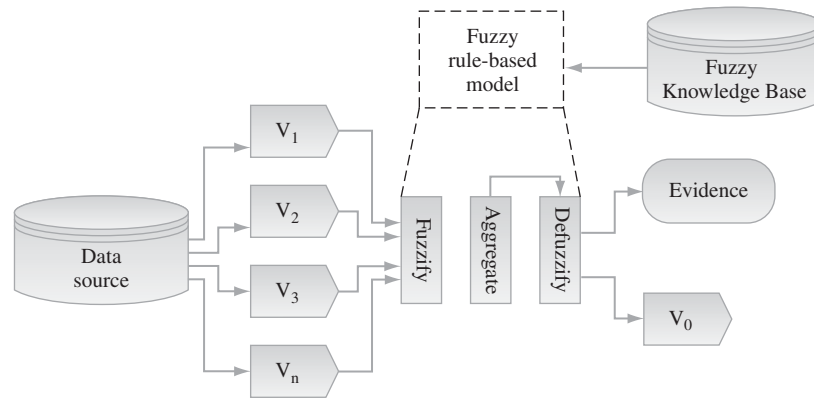 Fuzzy
rule-based
model
Fuzzy
Knowledge Base
V1
V2
V3
Vn
Data
source
Fuzzify
Aggregate
Defuzzify
Evidence
V0